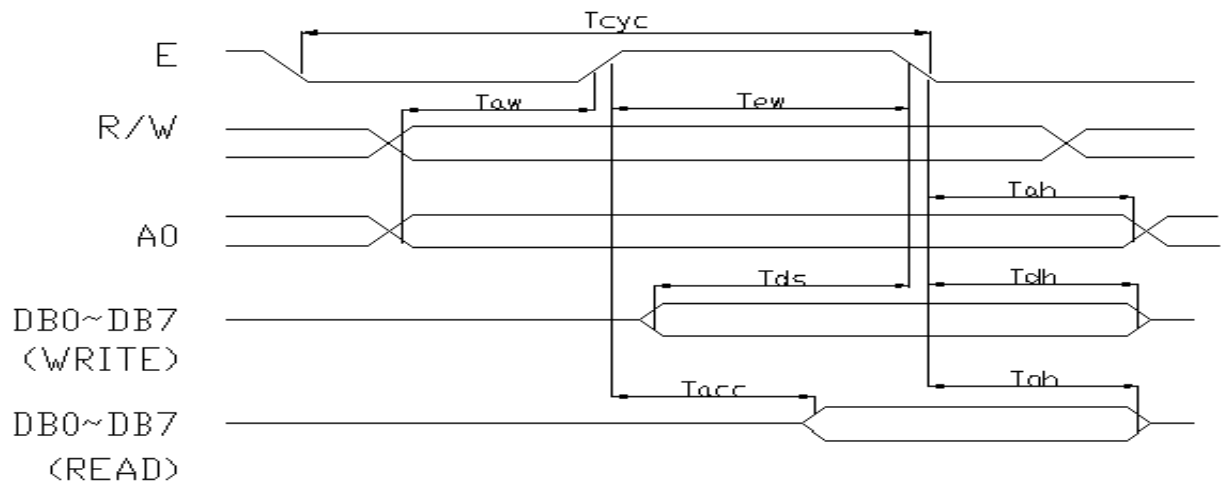 Tcyc
E
Taw
Tew
R/W
Tah
A0
Tds
Tdh
DB0~DB7
(WRITE)
Tacc
Toh
DB0~DB7
(READ)